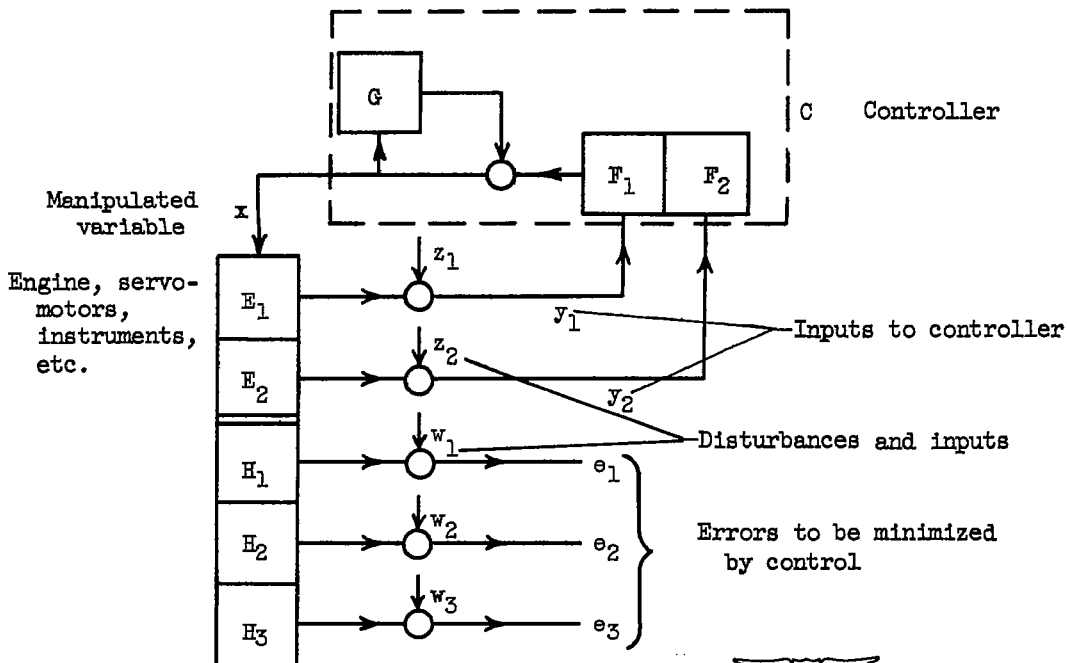 G
C Controller
F1 F2
Manipulated
variable
x
z1
Engine, servo-
motors,
instruments,
etc.
E1
y1
Inputs to controller
z2
E2
y2
w1
Disturbances and inputs
H1
e1
w2
Errors to be minimized
by control
H2
e2
w3
H3
e3